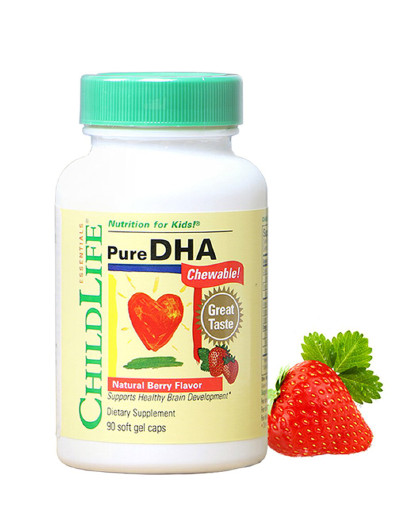 ESSENTIALS®
CHILDLIFE
Nutrition for Kids!®
Pure DHA
Chewable!
Great
Taste
Natural Berry Flavor
Supports Healthy Brain Development*
Dietary Supplement
90 soft gel caps